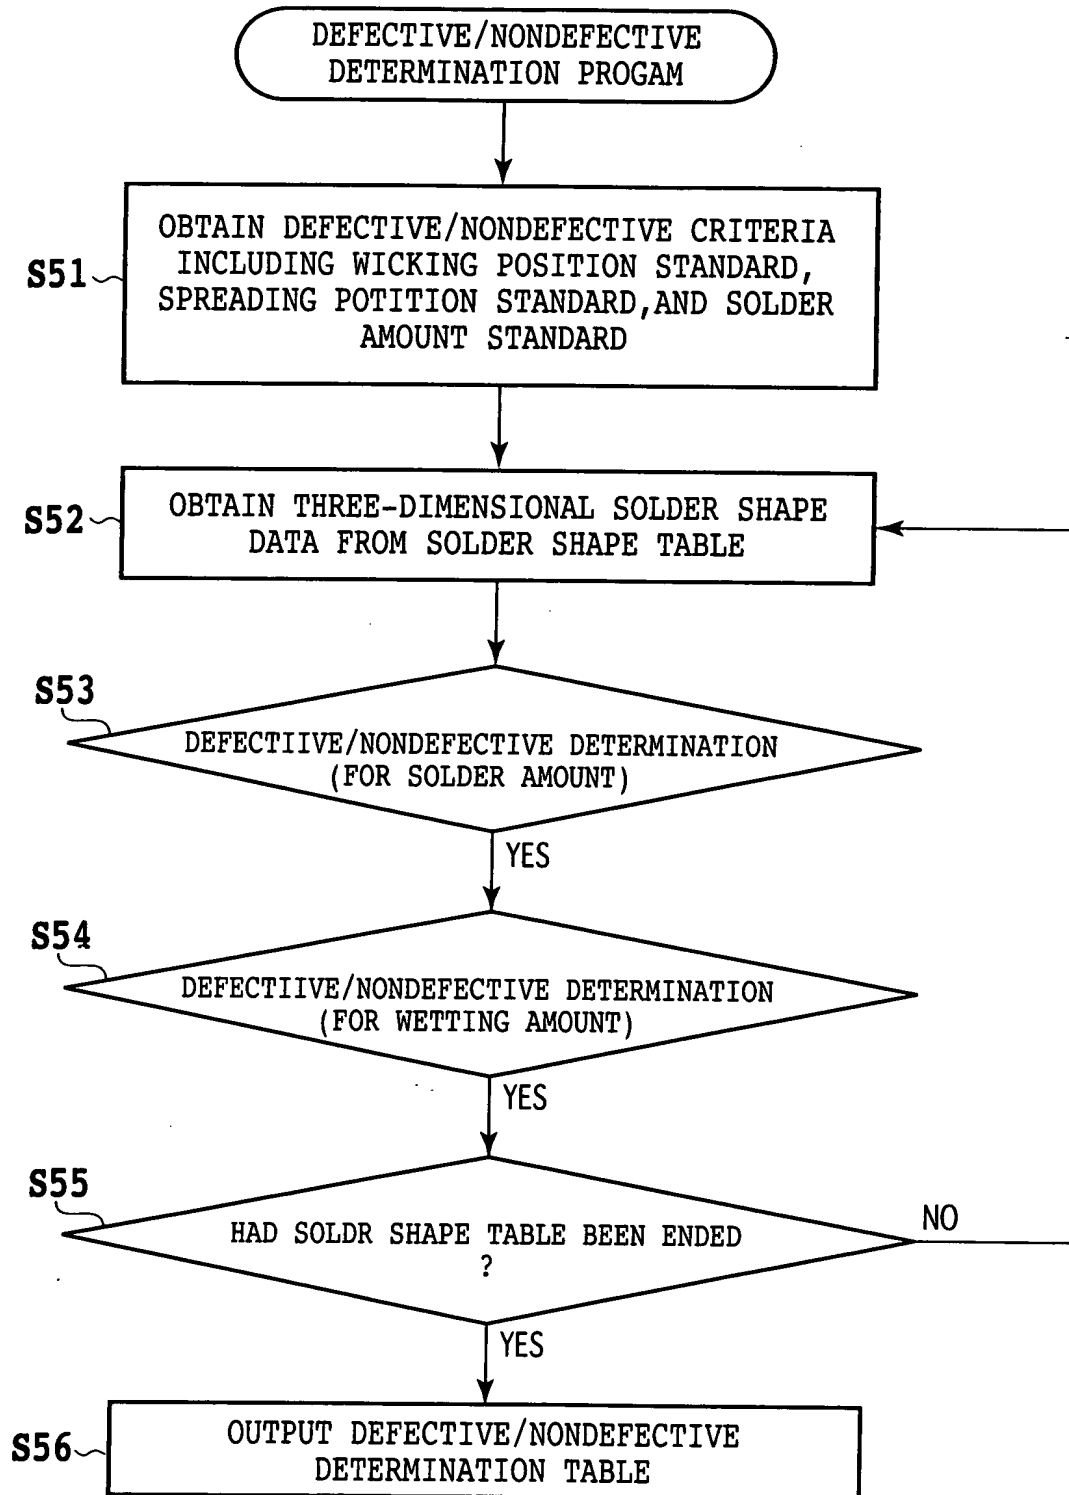 DEFECTIVE/NONDEFECTIVE
DETERMINATION PROGAM
S51
OBTAIN DEFECTIVE/NONDEFECTIVE CRITERIA
INCLUDING WICKING POSITION STANDARD,
SPREADING POTITION STANDARD,AND SOLDER
AMOUNT STANDARD
S52
OBTAIN THREE-DIMENSIONAL SOLDER SHAPE
DATA FROM SOLDER SHAPE TABLE
S53
DEFECTIIVE/NONDEFECTIVE DETERMINATION
(FOR SOLDER AMOUNT)
YES
S54
DEFECTIIVE/NONDEFECTIVE DETERMINATION
(FOR WETTING AMOUNT)
YES
S55
HAD SOLDR SHAPE TABLE BEEN ENDED
?
NO
YES
S56
OUTPUT DEFECTIVE/NONDEFECTIVE
DETERMINATION TABLE